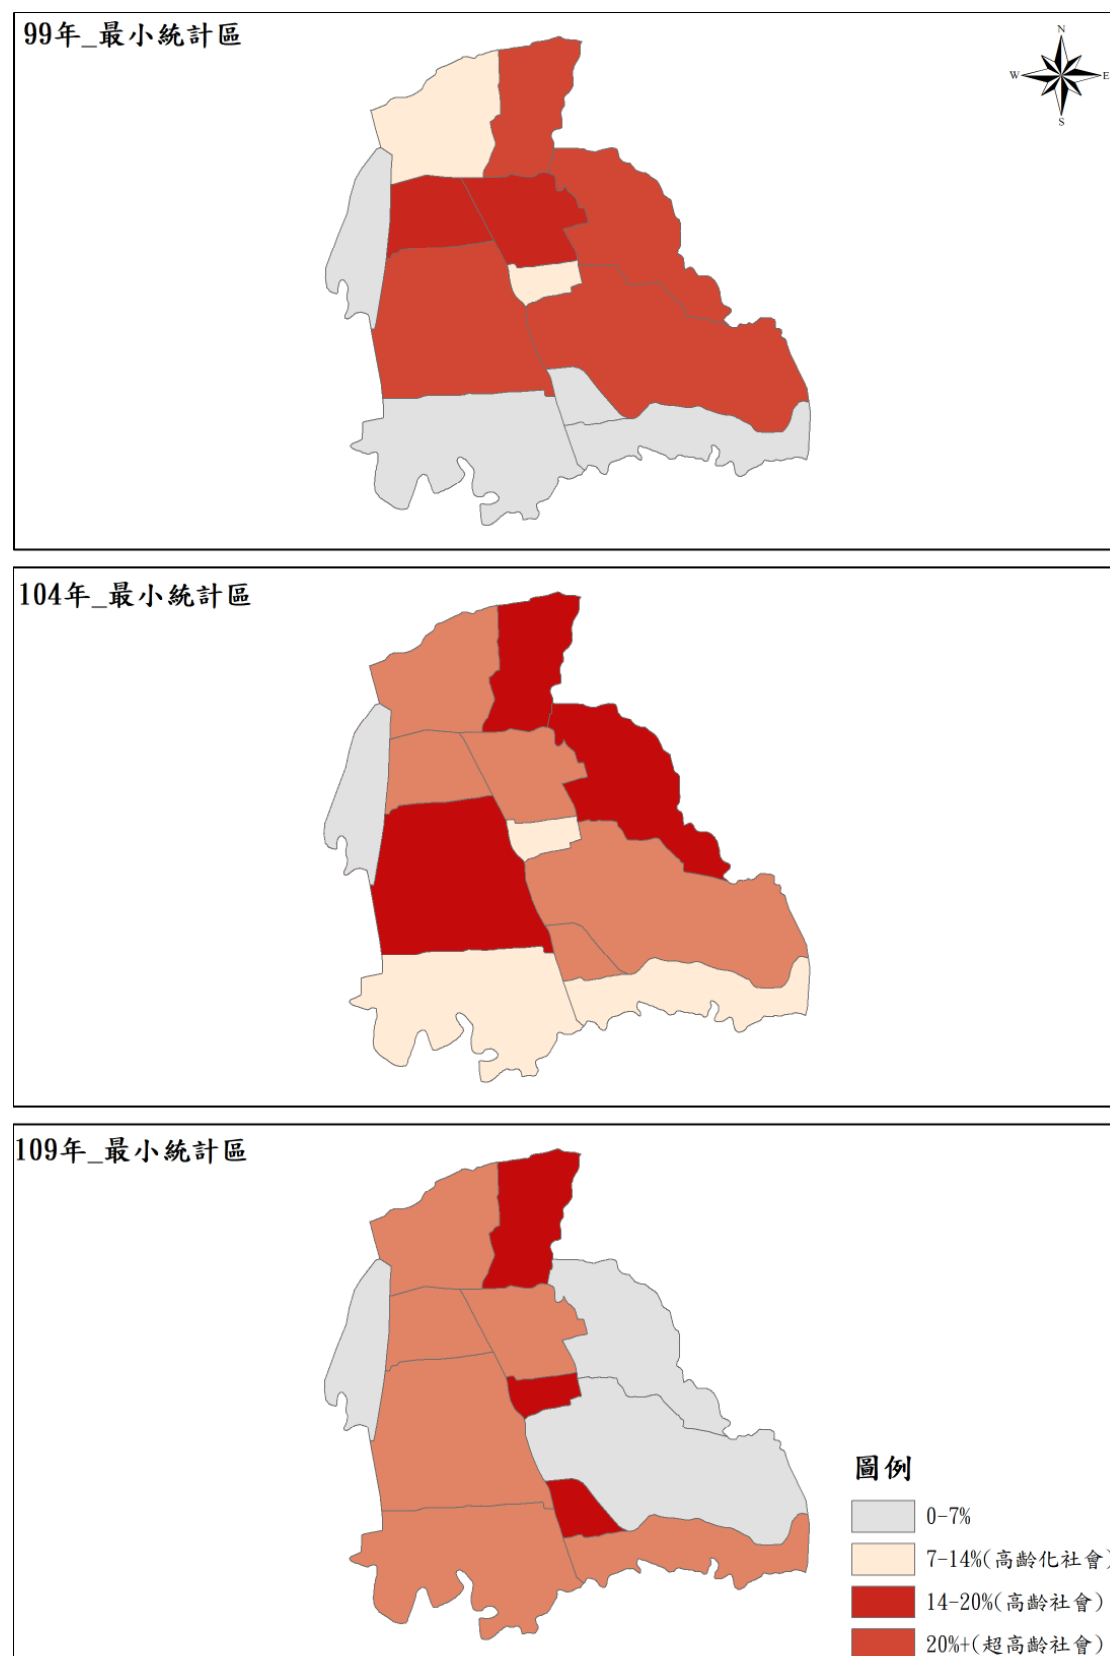 99年_最小統計區
N
W
E
S
104年_最小統計區
109年_最小統計區
圖例
0-7%
7-14%(高齡化社會)
14-20%(高齡社會)
20%+(超高齡社會)